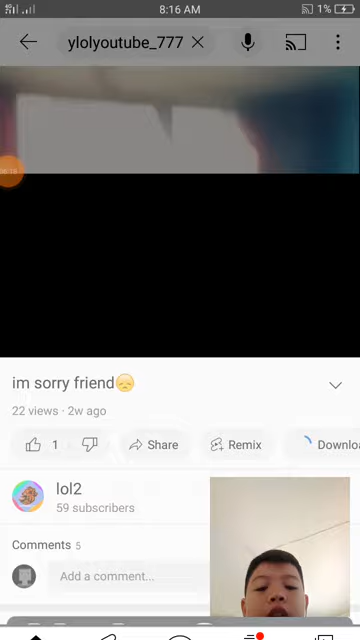 8:16 AM
1%
ylolyoutube_777
im sorry friend😞
22 views · 2w ago
1
Share
Remix
Downloa
lol2
59 subscribers
Comments 5
Add a comment...